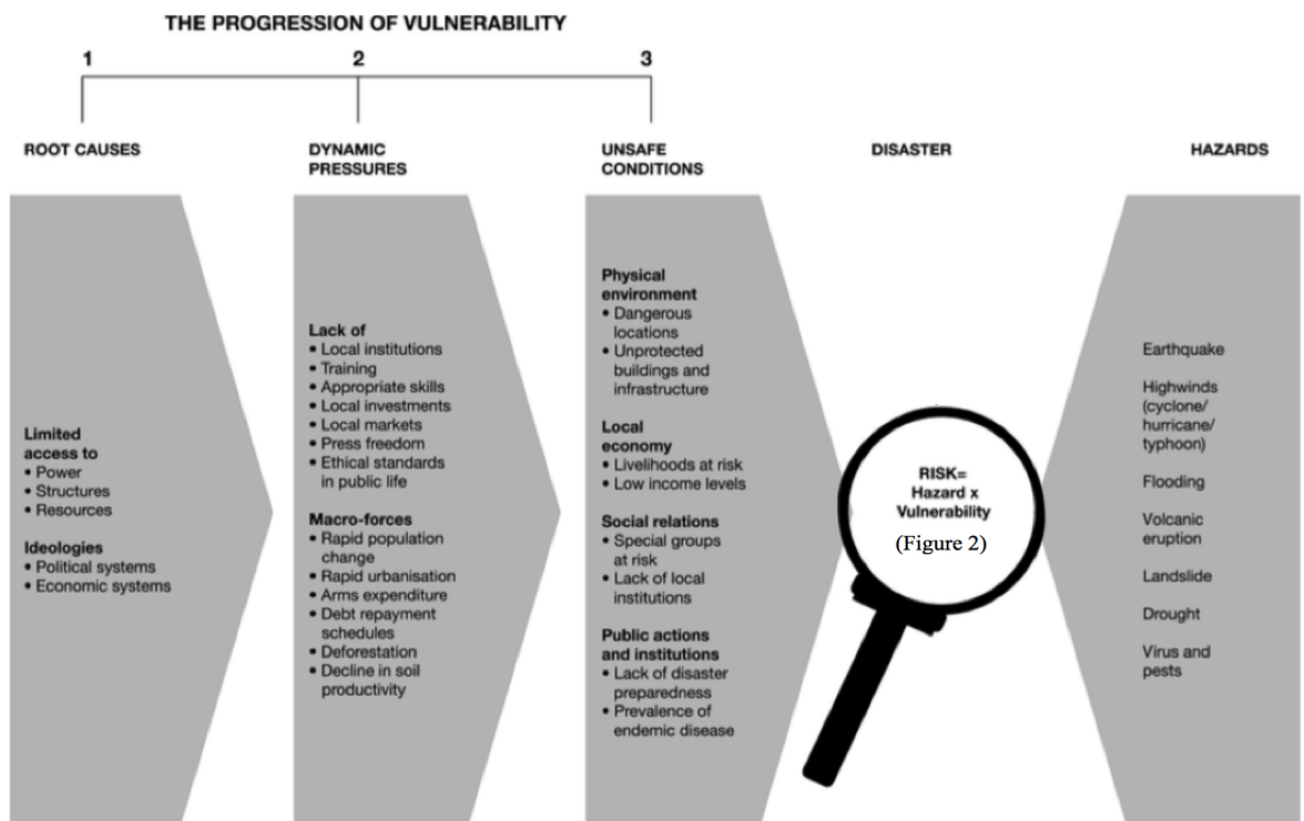 THE PROGRESSION OF VULNERABILITY
1
2
3
ROOT CAUSES
DYNAMIC
PRESSURES
UNSAFE
CONDITIONS
DISASTER
HAZARDS
Limited
access to
• Power
• Structures
• Resources
Ideologies
• Political systems
• Economic systems
Lack of
• Local institutions
• Training
• Appropriate skills
• Local investments
• Local markets
• Press freedom
• Ethical standards
in public life
Macro-forces
• Rapid population
change
• Rapid urbanisation
• Arms expenditure
• Debt repayment
schedules
• Deforestation
• Decline in soil
productivity
Physical
environment
• Dangerous
locations
• Unprotected
buildings and
infrastructure
Local
economy
• Livelihoods at risk
• Low income levels
Social relations
• Special groups
at risk
• Lack of local
institutions
Public actions
and institutions
• Lack of disaster
preparedness
• Prevalence of
endemic disease
RISK=
Hazard x
Vulnerability
(Figure 2)
Earthquake
Highwinds
(cyclone/
hurricane/
typhoon)
Flooding
Volcanic
eruption
Landslide
Drought
Virus and
pests